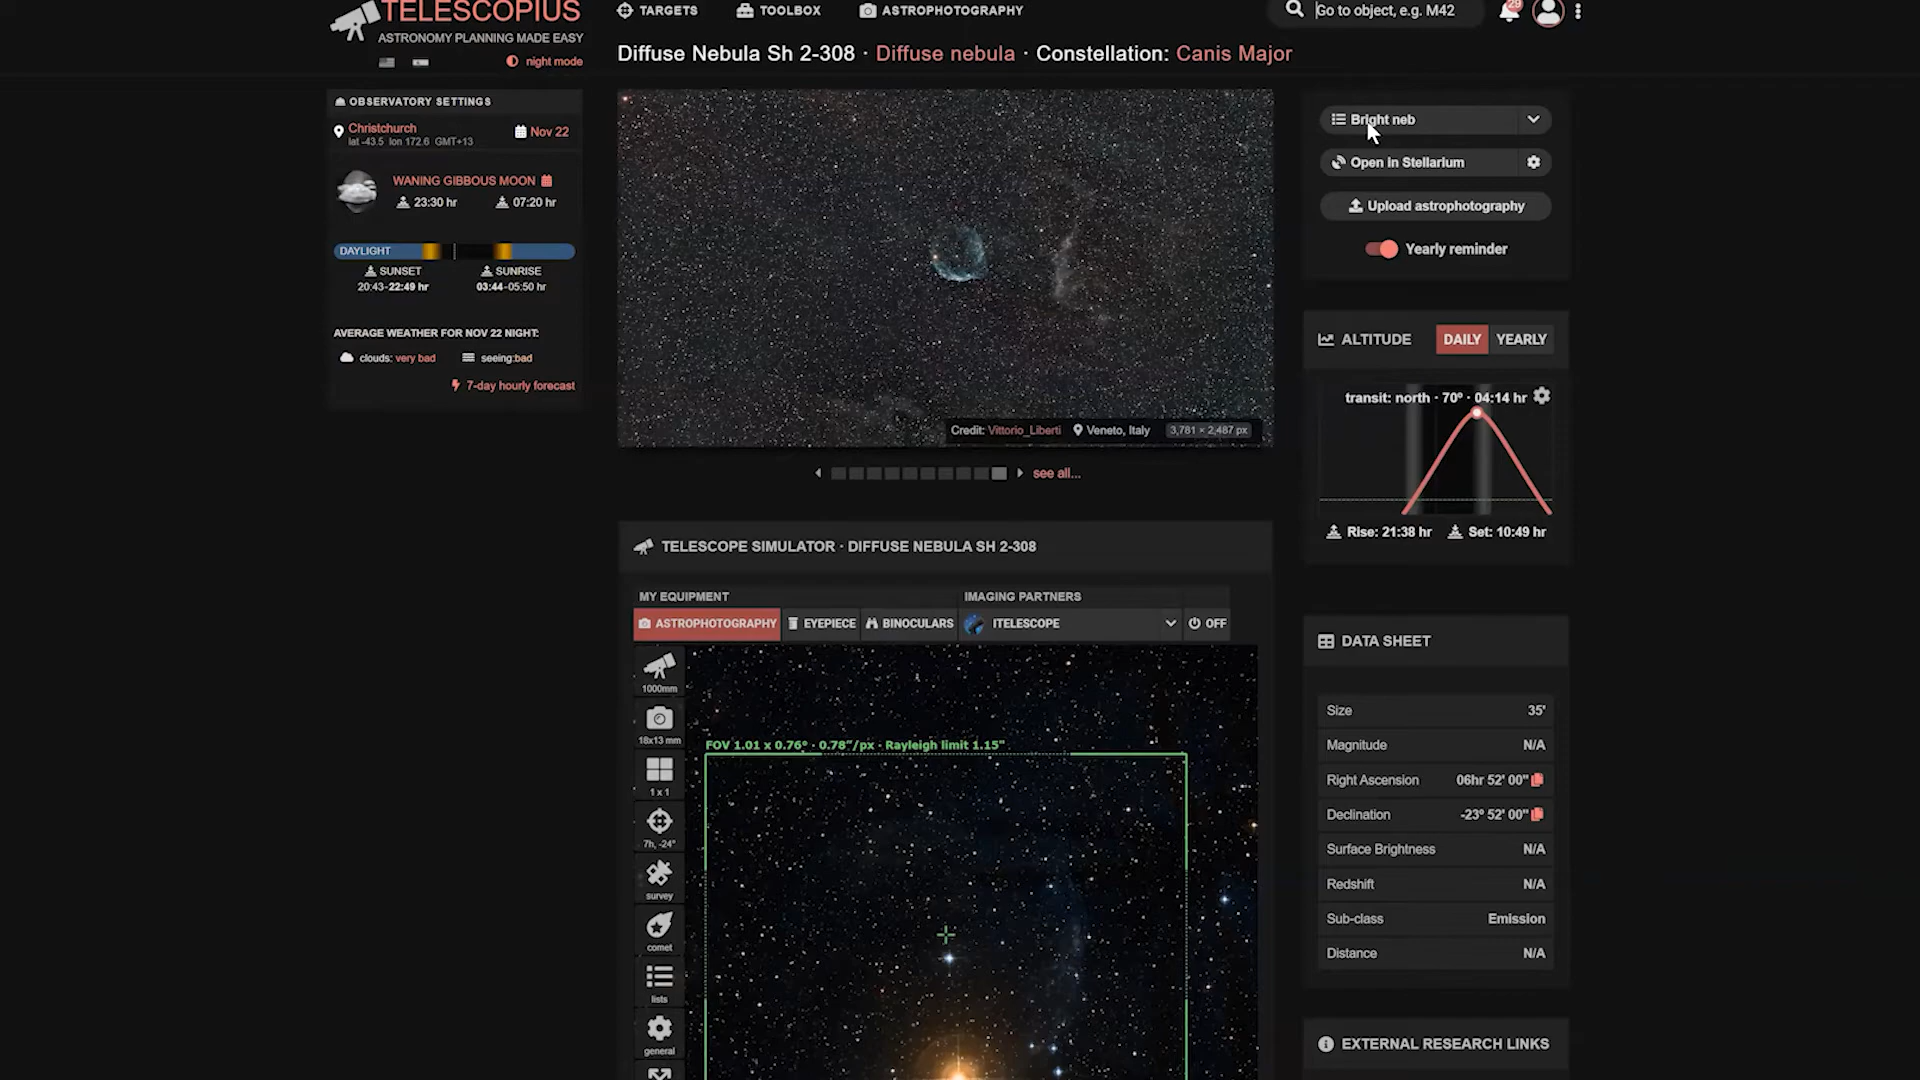 TELESCOPIUS
ASTRONOMY PLANNING MADE EASY
night mode
TARGETS
TOOLBOX
ASTROPHOTOGRAPHY
Go to object, e.g. M42
29
Diffuse Nebula Sh 2-308 · Diffuse nebula · Constellation: Canis Major
OBSERVATORY SETTINGS
Christchurch
Nov 22
lat -43.5 lon 172.6 GMT+13
WANING GIBBOUS MOON
23:30 hr
07:20 hr
DAYLIGHT
SUNSET
SUNRISE
20:43-22:49 hr
03:44-05:50 hr
AVERAGE WEATHER FOR NOV 22 NIGHT:
clouds: very bad
seeing:bad
7-day hourly forecast
Credit: Vittorio_Liberti
Veneto, Italy
3,781 × 2,487 px
see all...
TELESCOPE SIMULATOR · DIFFUSE NEBULA SH 2-308
MY EQUIPMENT
IMAGING PARTNERS
ASTROPHOTOGRAPHY
EYEPIECE
BINOCULARS
ITELESCOPE
OFF
1000mm
18x13 mm
1 x 1
7h, -24°
survey
comet
lists
general
FOV 1.01 x 0.76° · 0.78"/px · Rayleigh limit 1.15"
Bright neb
Open in Stellarium
Upload astrophotography
Yearly reminder
ALTITUDE
DAILY
YEARLY
transit: north · 70° · 04:14 hr
Rise: 21:38 hr
Set: 10:49 hr
DATA SHEET
Size 35'
Magnitude N/A
Right Ascension 06hr 52' 00"
Declination -23° 52' 00"
Surface Brightness N/A
Redshift N/A
Sub-class Emission
Distance N/A
EXTERNAL RESEARCH LINKS